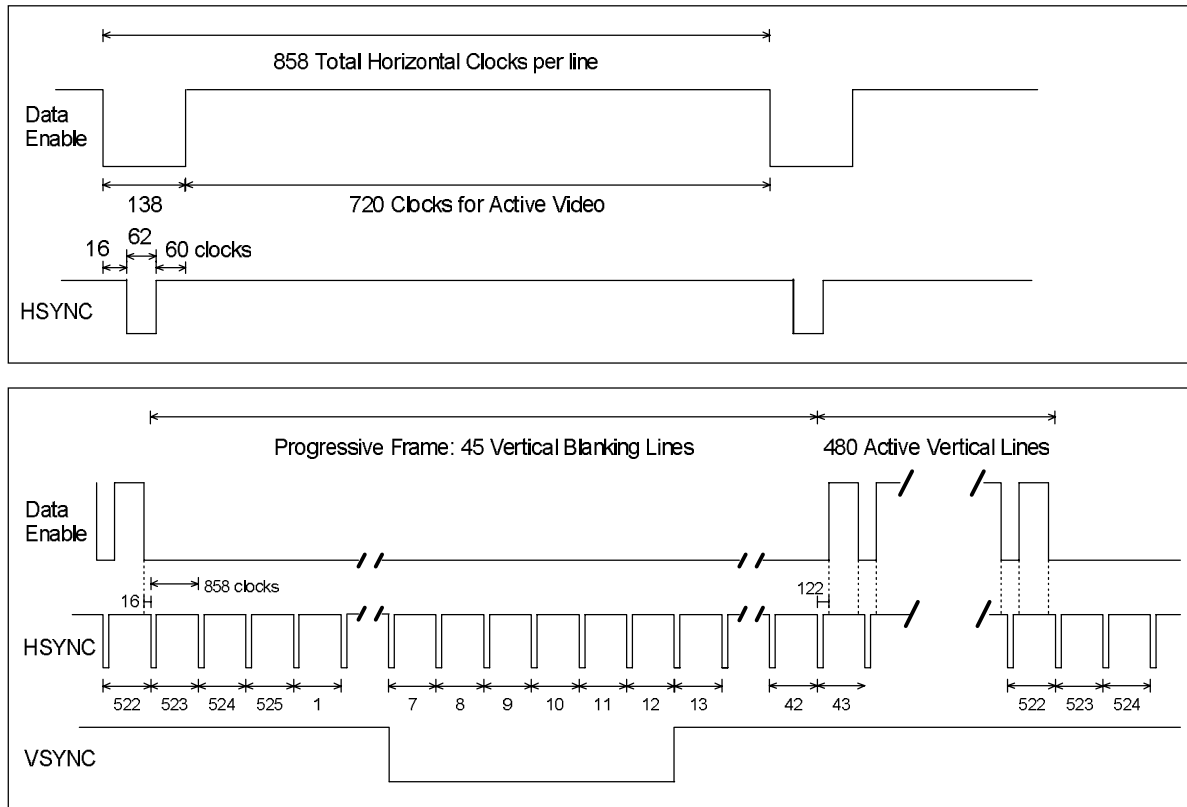 858 Total Horizontal Clocks per line
Data
Enable
138
720 Clocks for Active Video
62
16
60 clocks
HSYNC
Progressive Frame: 45 Vertical Blanking Lines
480 Active Vertical Lines
Data
Enable
858 clocks
16
122
HSYNC
522 523 524 525 1 7 8 9 10 11 12 13 42 43 522 523 524
VSYNC